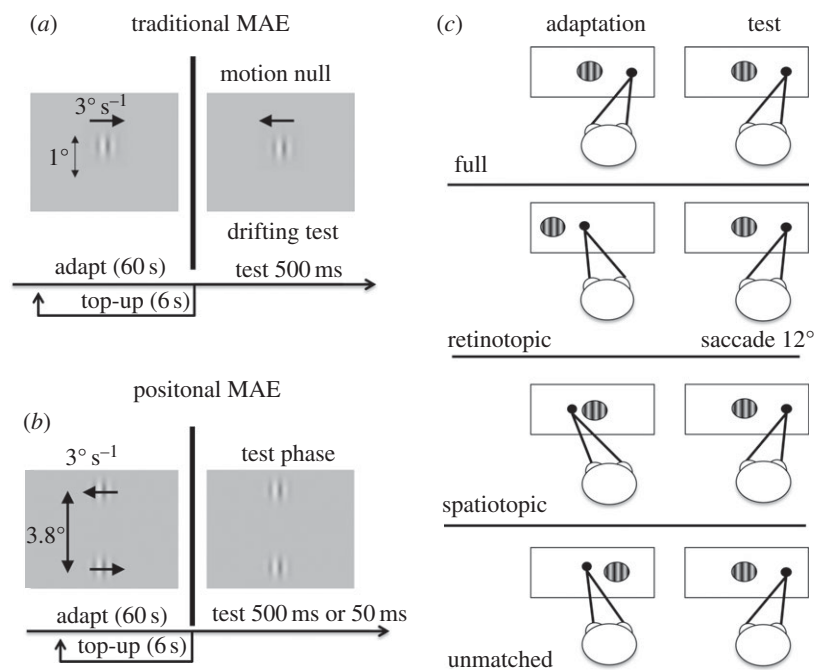 (a)
traditional MAE
motion null
3° s⁻¹
1°
drifting test
adapt (60 s)
test 500 ms
top-up (6 s)
positonal MAE
(b)
3° s⁻¹
test phase
3.8°
adapt (60 s)
test 500 ms or 50 ms
top-up (6 s)
(c)
adaptation
test
full
retinotopic
saccade 12°
spatiotopic
unmatched